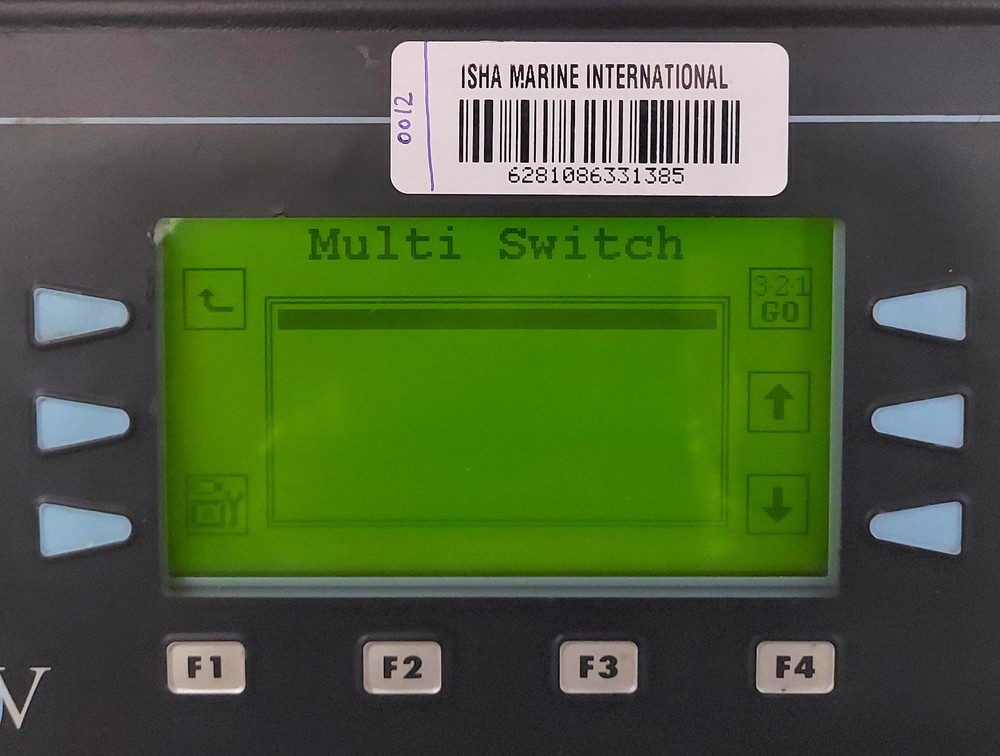 ISHA MARINE INTERNATIONAL
0012
6281086331385
Multi Switch
3·2·1
GO
F1 F2 F3 F4
V